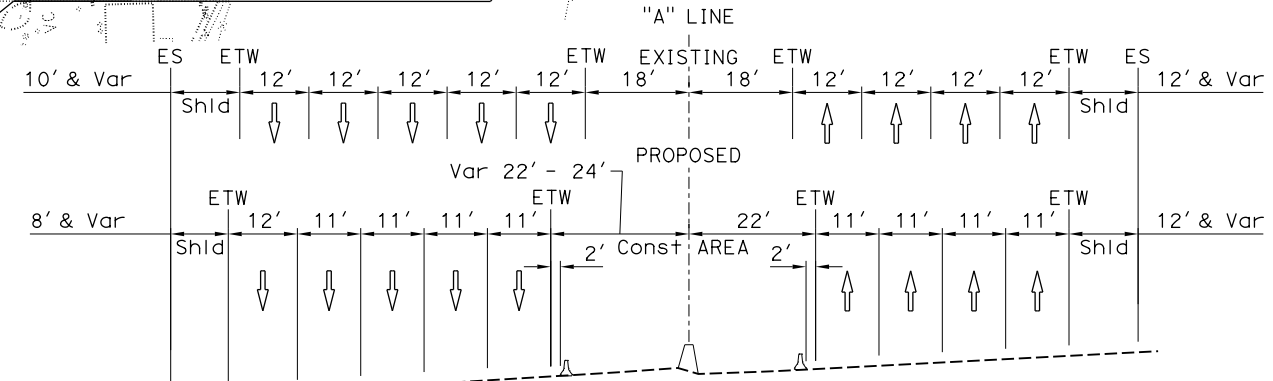 "A" LINE
ES ETW ETW EXISTING ETW ETW ES
10' & Var 12' 12' 12' 12' 12' 18' 18' 12' 12' 12' 12' 12' & Var
Shld Shld
PROPOSED
Var 22' - 24'
ETW ETW ETW ETW
8' & Var 12' 11' 11' 11' 11' 22' 11' 11' 11' 11' 12' & Var
Shld 2' Const AREA 2' Shld